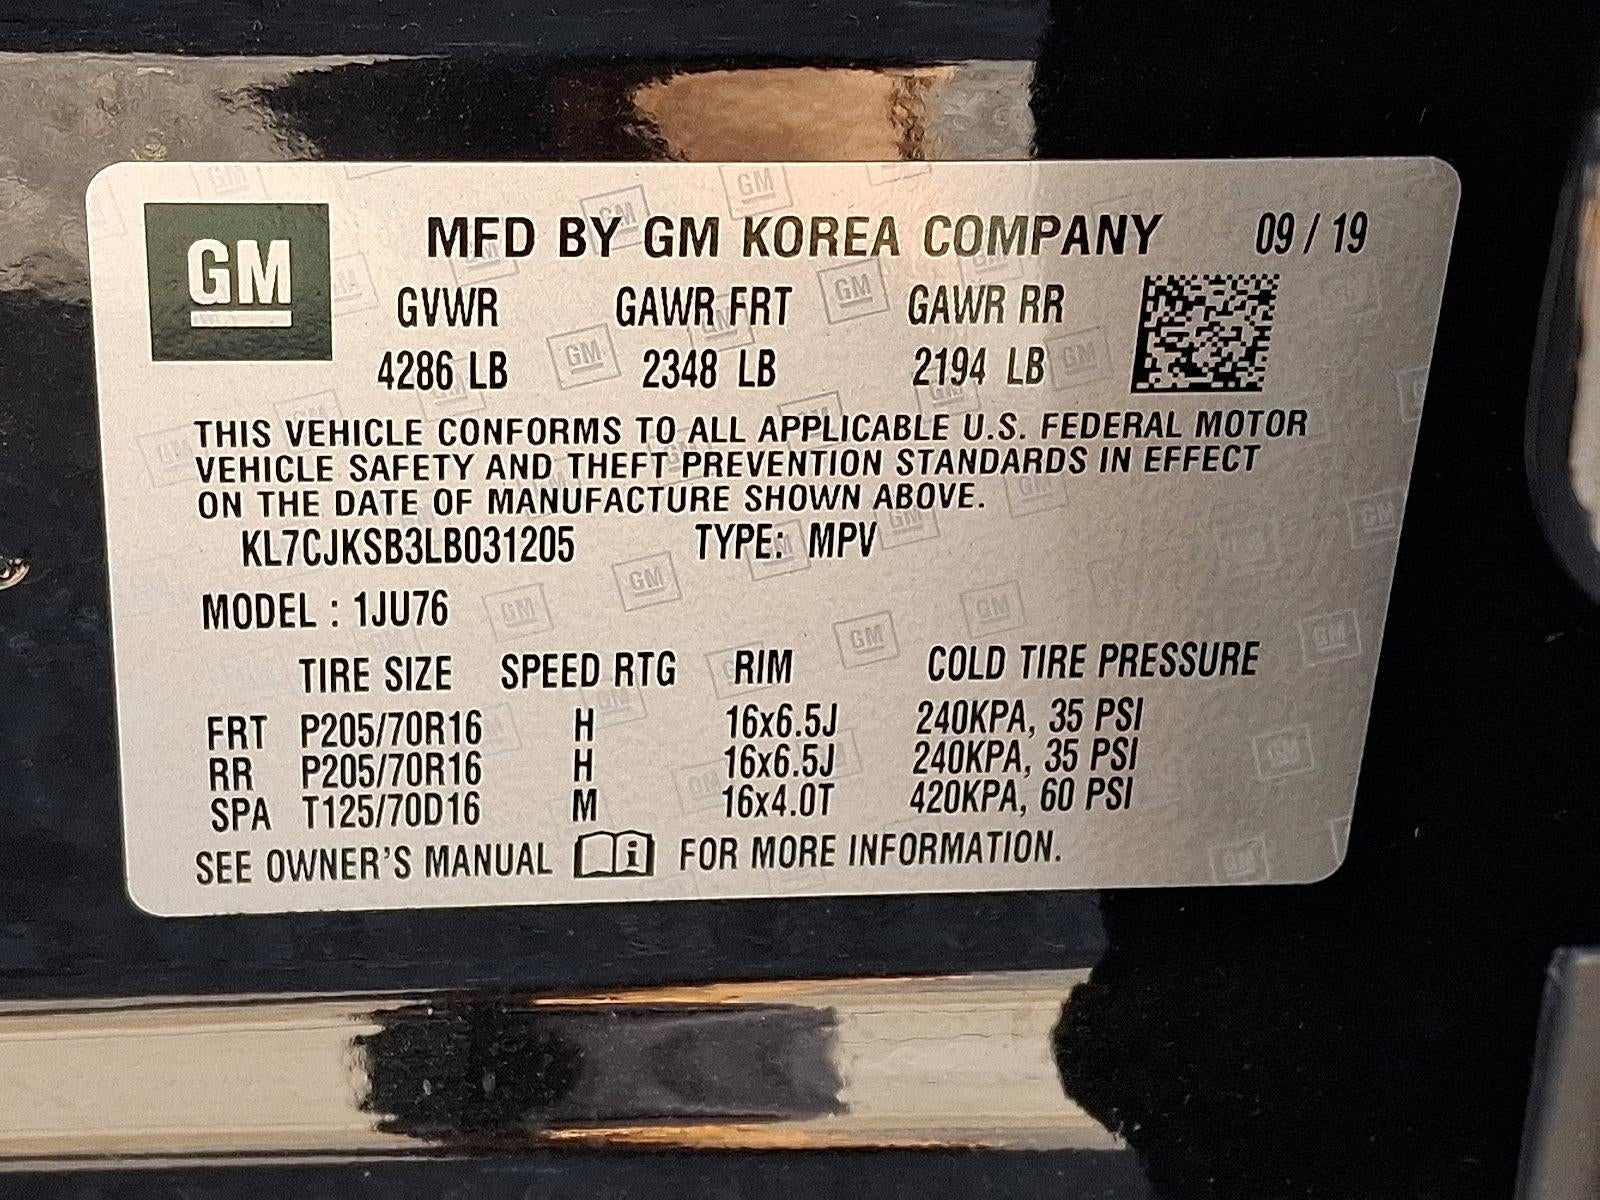 GM
MFD BY GM KOREA COMPANY 09 / 19
GVWR GAWR FRT GAWR RR
4286 LB 2348 LB 2194 LB
THIS VEHICLE CONFORMS TO ALL APPLICABLE U.S. FEDERAL MOTOR
VEHICLE SAFETY AND THEFT PREVENTION STANDARDS IN EFFECT
ON THE DATE OF MANUFACTURE SHOWN ABOVE.
KL7CJKSB3LB031205 TYPE: MPV
MODEL : 1JU76
TIRE SIZE SPEED RTG RIM COLD TIRE PRESSURE
FRT P205/70R16 H 16x6.5J 240KPA, 35 PSI
RR P205/70R16 H 16x6.5J 240KPA, 35 PSI
SPA T125/70D16 M 16x4.0T 420KPA, 60 PSI
SEE OWNER'S MANUAL i FOR MORE INFORMATION.